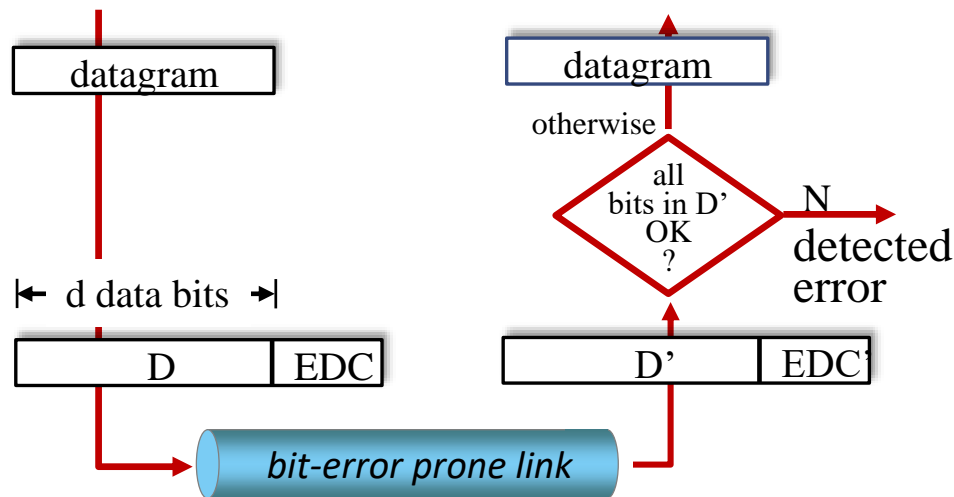 datagram
d data bits
D EDC
bit-error prone link
datagram
otherwise
all
bits in D’
OK
?
N
detected
error
D’ EDC’